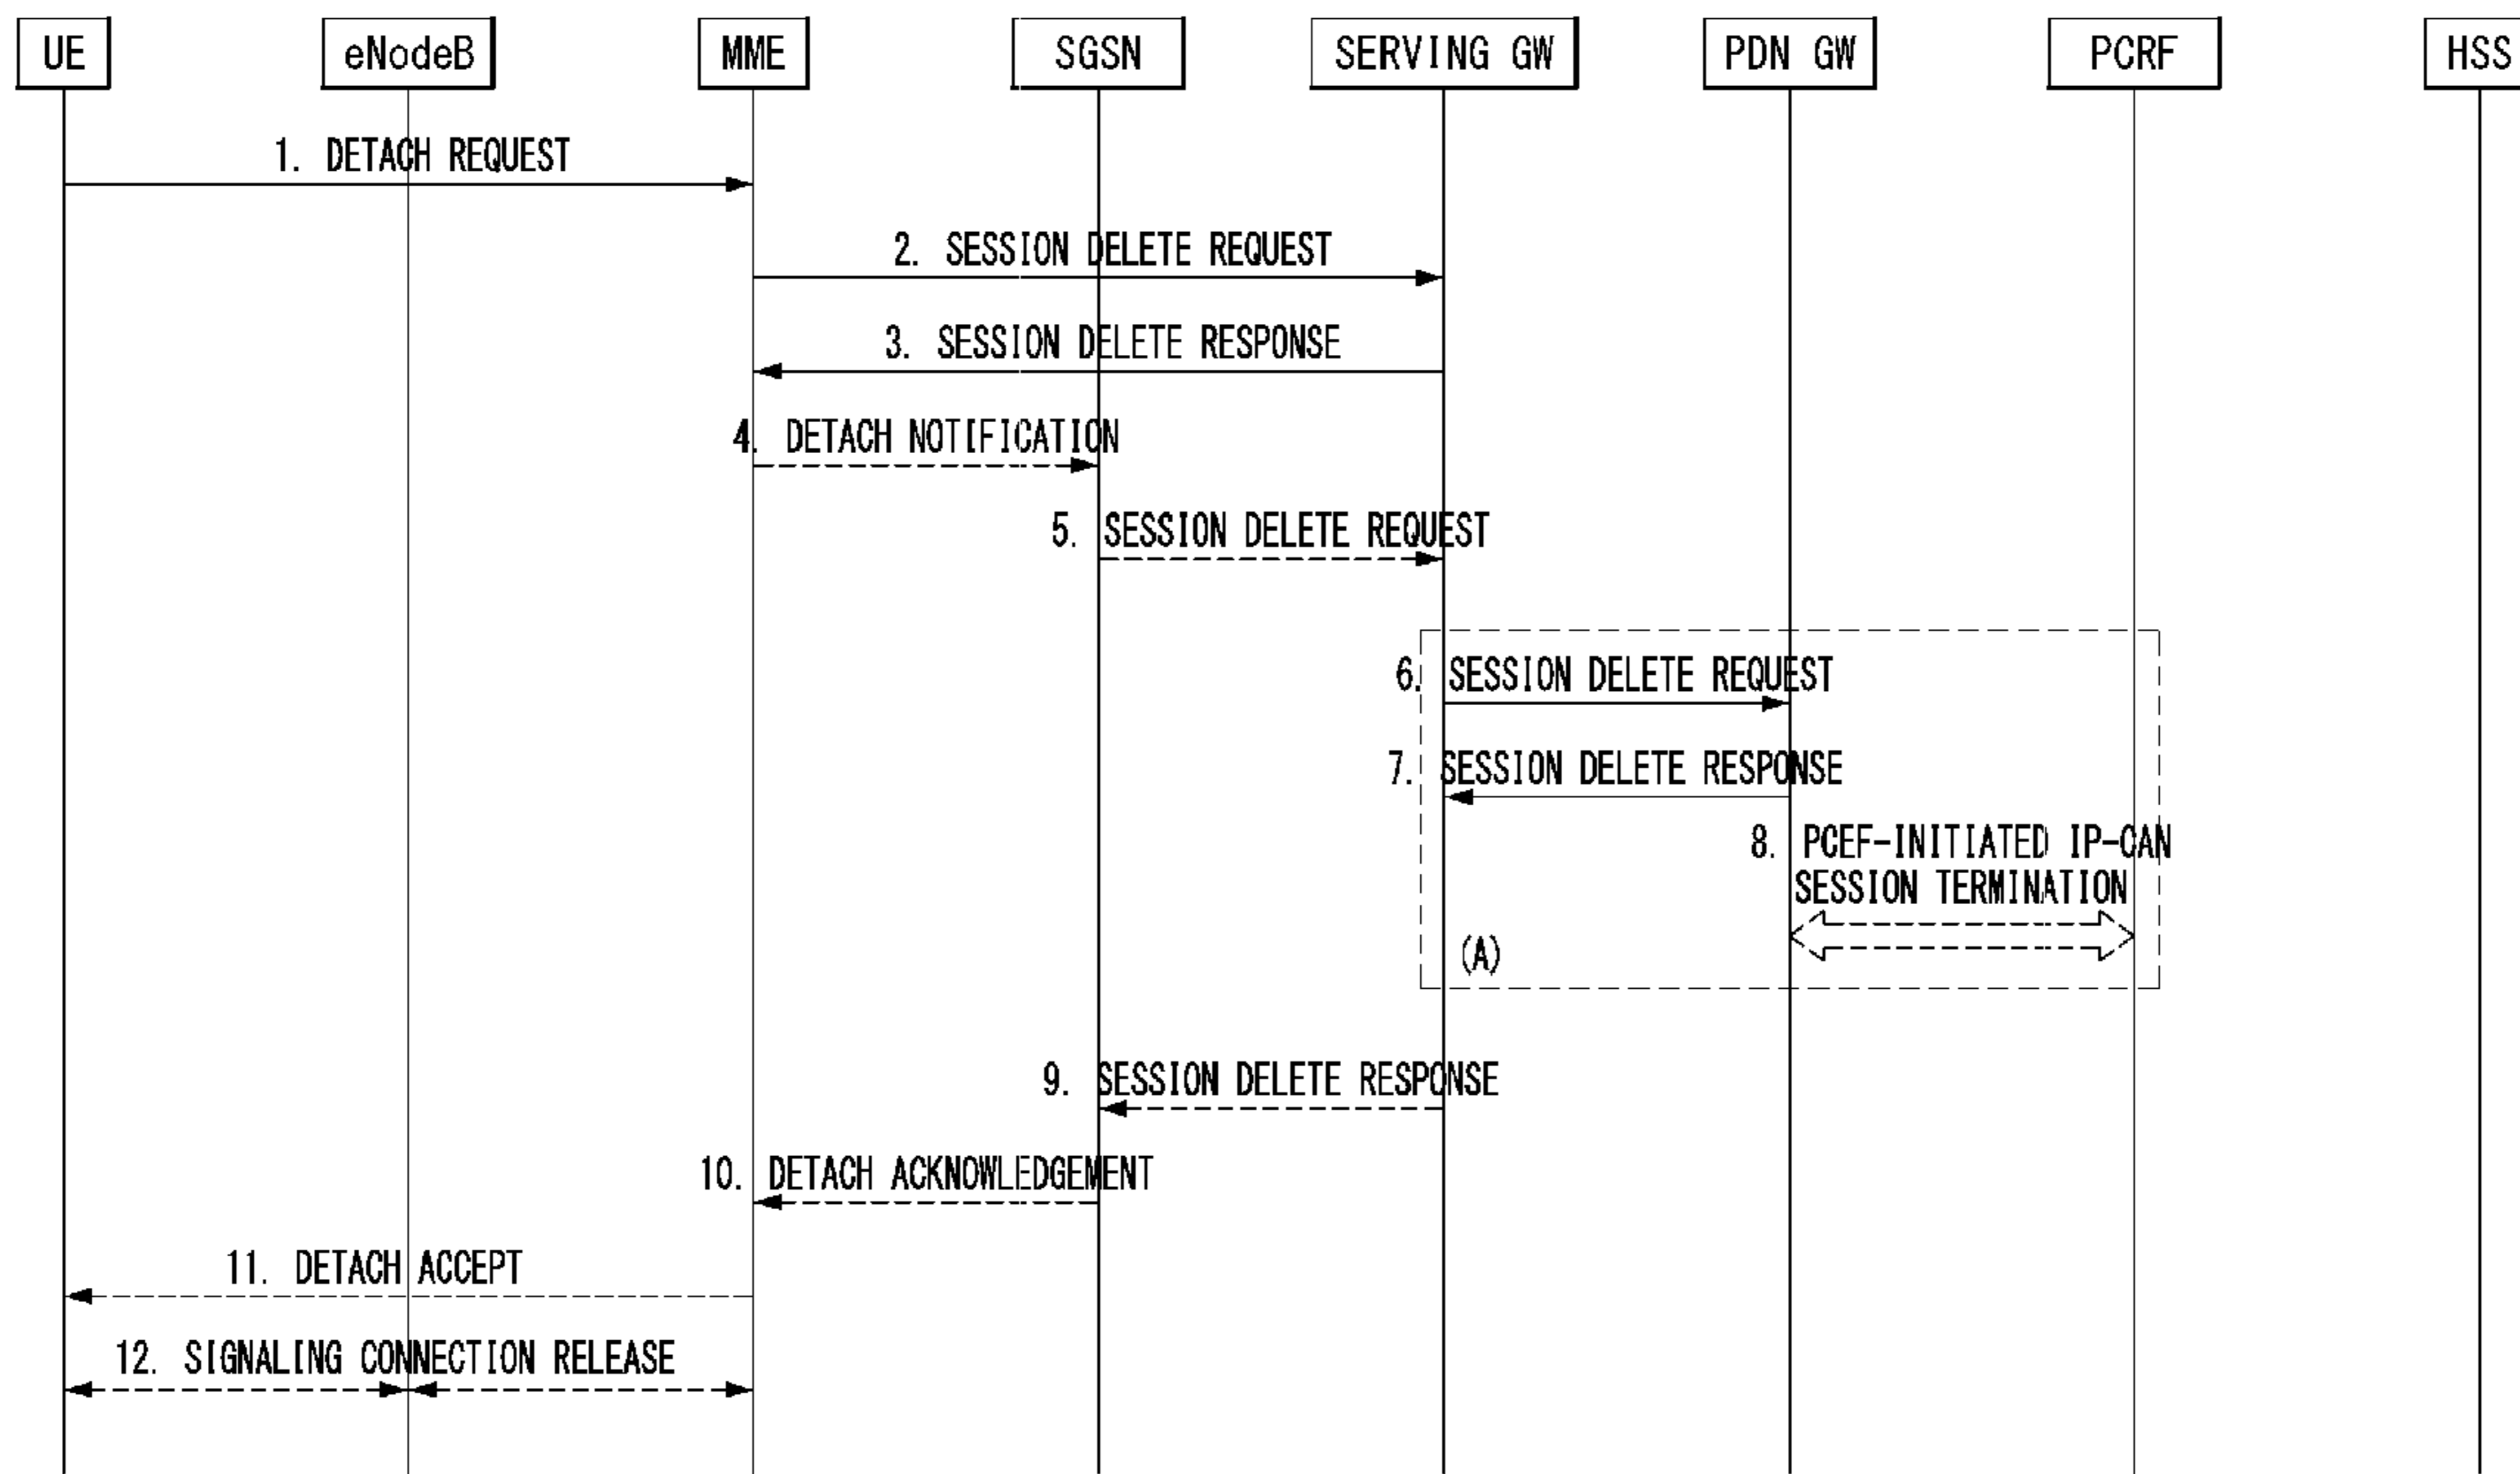 UE
eNodeB
MME
SGSN
SERVING GW
PDN GW
PCRF
HSS
1. DETACH REQUEST
2. SESSION DELETE REQUEST
3. SESSION DELETE RESPONSE
4. DETACH NOTIFICATION
5. SESSION DELETE REQUEST
6. SESSION DELETE REQUEST
7. SESSION DELETE RESPONSE
8. PCEF-INITIATED IP-CAN
SESSION TERMINATION
(A)
9. SESSION DELETE RESPONSE
10. DETACH ACKNOWLEDGEMENT
11. DETACH ACCEPT
12. SIGNALING CONNECTION RELEASE